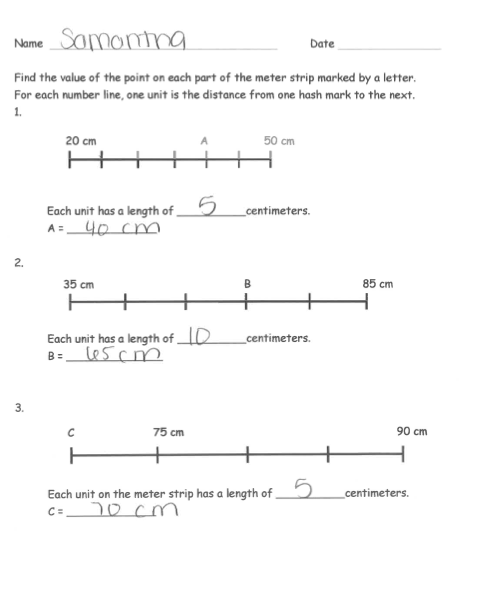 Name Samantha Date
Find the value of the point on each part of the meter strip marked by a letter.
For each number line, one unit is the distance from one hash mark to the next.
1.
20 cm A 50 cm
Each unit has a length of 5 centimeters.
A = 40 cm
2.
35 cm B 85 cm
Each unit has a length of 10 centimeters.
B = 65 cm
3.
C 75 cm 90 cm
Each unit on the meter strip has a length of 5 centimeters.
C = 70 cm